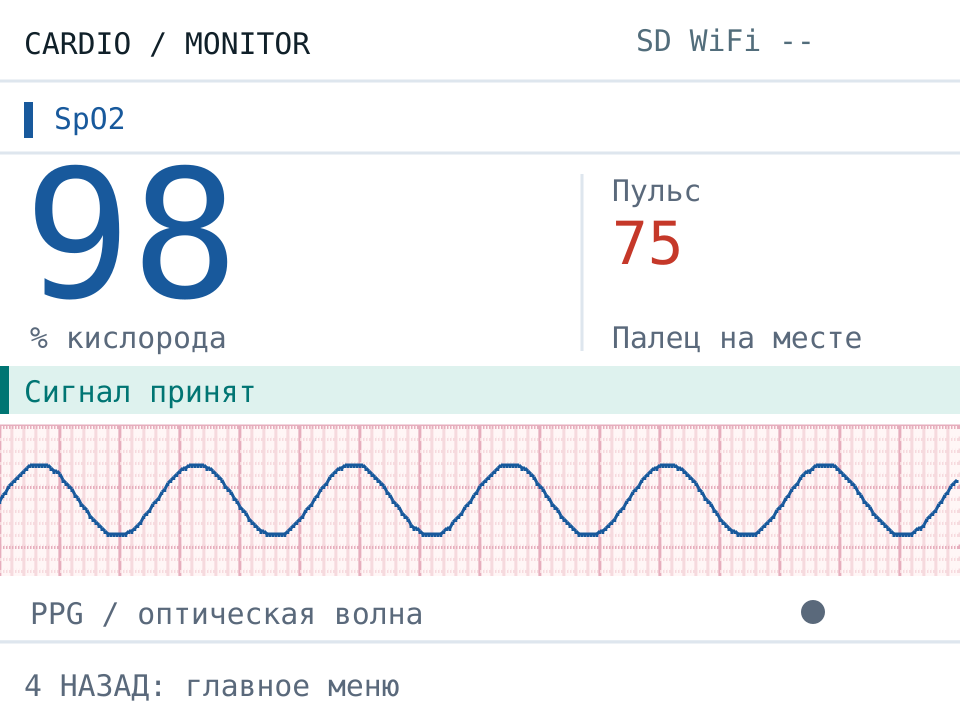 CARDIO / MONITOR
SD WiFi --
SpO2
98
% кислорода
Пульс
75
Палец на месте
Сигнал принят
PPG / оптическая волна
4 НАЗАД: главное меню